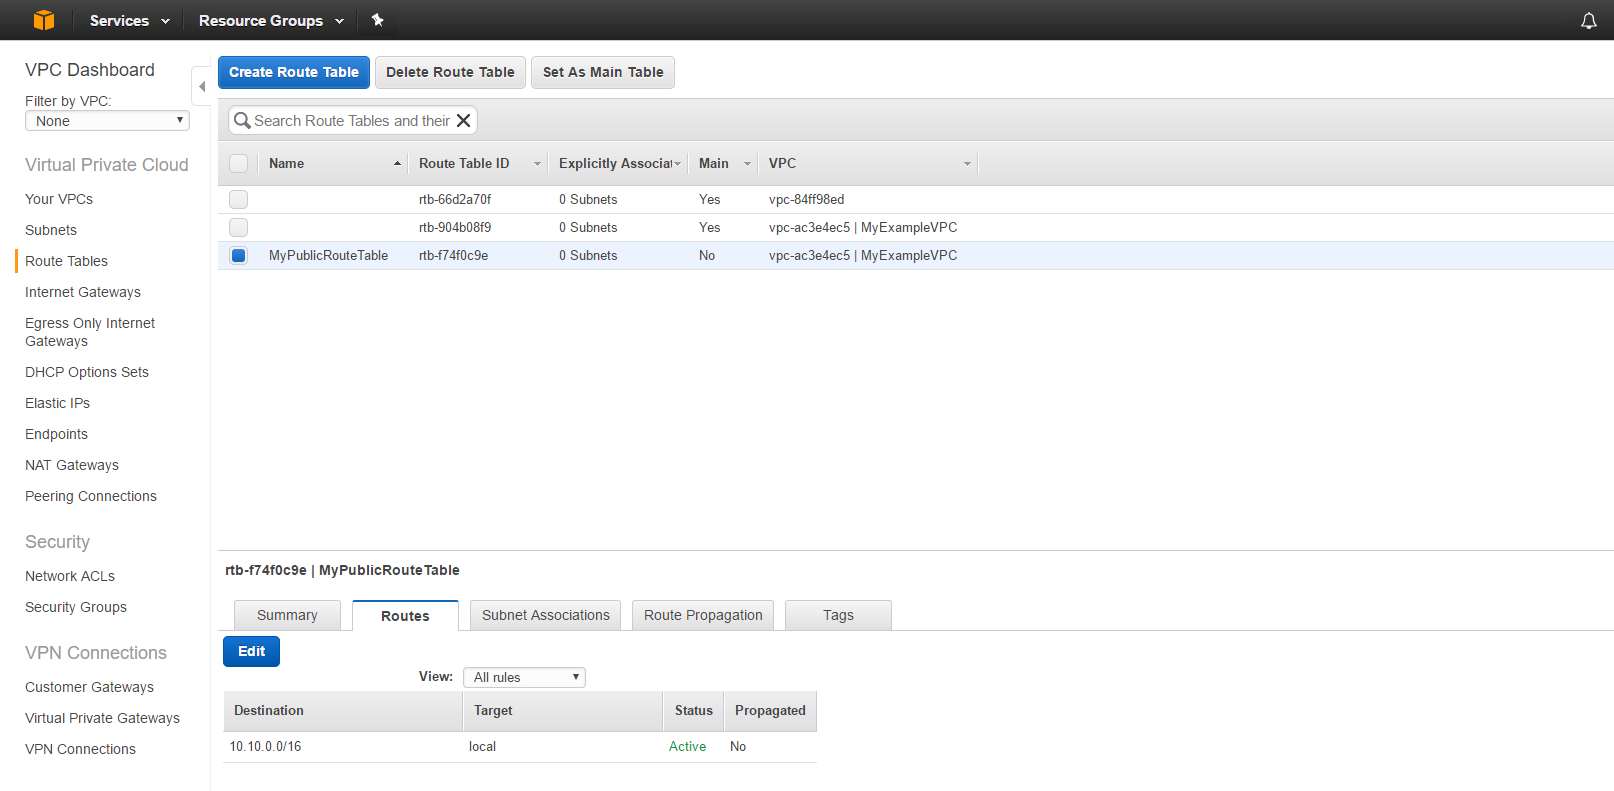 Services Resource Groups
VPC Dashboard
Filter by VPC:
None
Virtual Private Cloud
Your VPCs
Subnets
Route Tables
Internet Gateways
Egress Only Internet
Gateways
DHCP Options Sets
Elastic IPs
Endpoints
NAT Gateways
Peering Connections
Security
Network ACLs
Security Groups
VPN Connections
Customer Gateways
Virtual Private Gateways
VPN Connections
Create Route Table Delete Route Table Set As Main Table
Search Route Tables and their
Name Route Table ID Explicitly Associat Main VPC
rtb-66d2a70f 0 Subnets Yes vpc-84ff98ed
rtb-904b08f9 0 Subnets Yes vpc-ac3e4ec5 | MyExampleVPC
MyPublicRouteTable rtb-f74f0c9e 0 Subnets No vpc-ac3e4ec5 | MyExampleVPC
rtb-f74f0c9e | MyPublicRouteTable
Summary Routes Subnet Associations Route Propagation Tags
Edit
View: All rules
Destination Target Status Propagated
10.10.0.0/16 local Active No